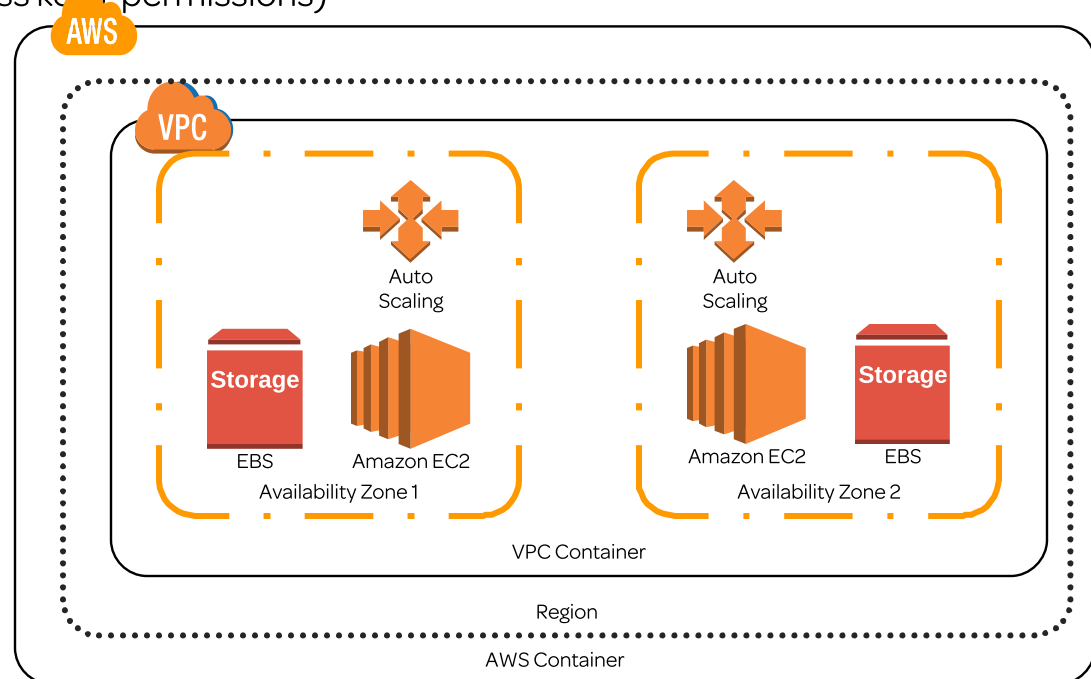 permissions)
AWS
VPC
Auto
Scaling
Auto
Scaling
Storage
Storage
EBS
Amazon EC2
Amazon EC2
EBS
Availability Zone 1
Availability Zone 2
VPC Container
Region
AWS Container